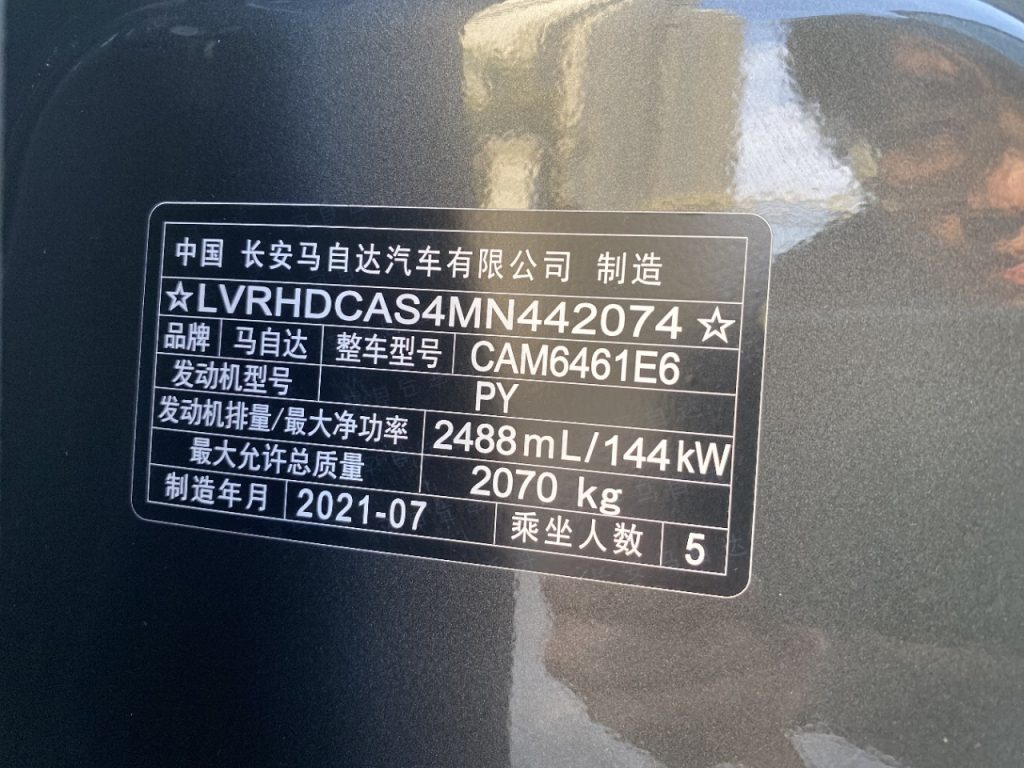 中国 长安马自达汽车有限公司 制造
☆LVRHDCAS4MN442074☆
品牌 马自达 整车型号 CAM6461E6
发动机型号 PY
发动机排量/最大净功率 2488mL/144kW
最大允许总质量 2070 kg
制造年月 2021-07 乘坐人数 5